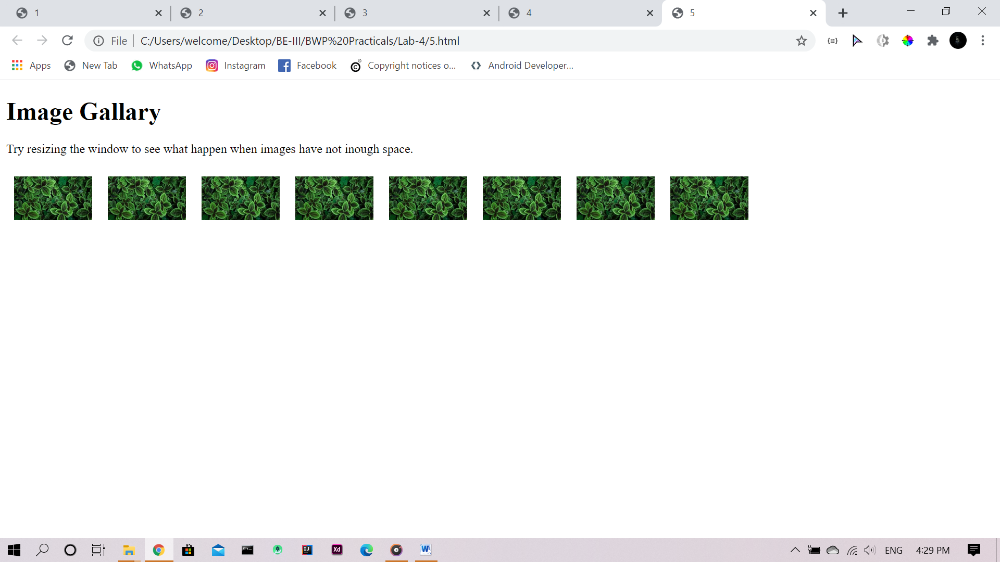 1
2
3
4
5
File
C:/Users/welcome/Desktop/BE-III/BWP%20Practicals/Lab-4/5.html
Apps
New Tab
WhatsApp
Instagram
Facebook
Copyright notices o...
Android Developer...
Image Gallary
Try resizing the window to see what happen when images have not inough space.
IJ
Xd
W
ENG
4:29 PM